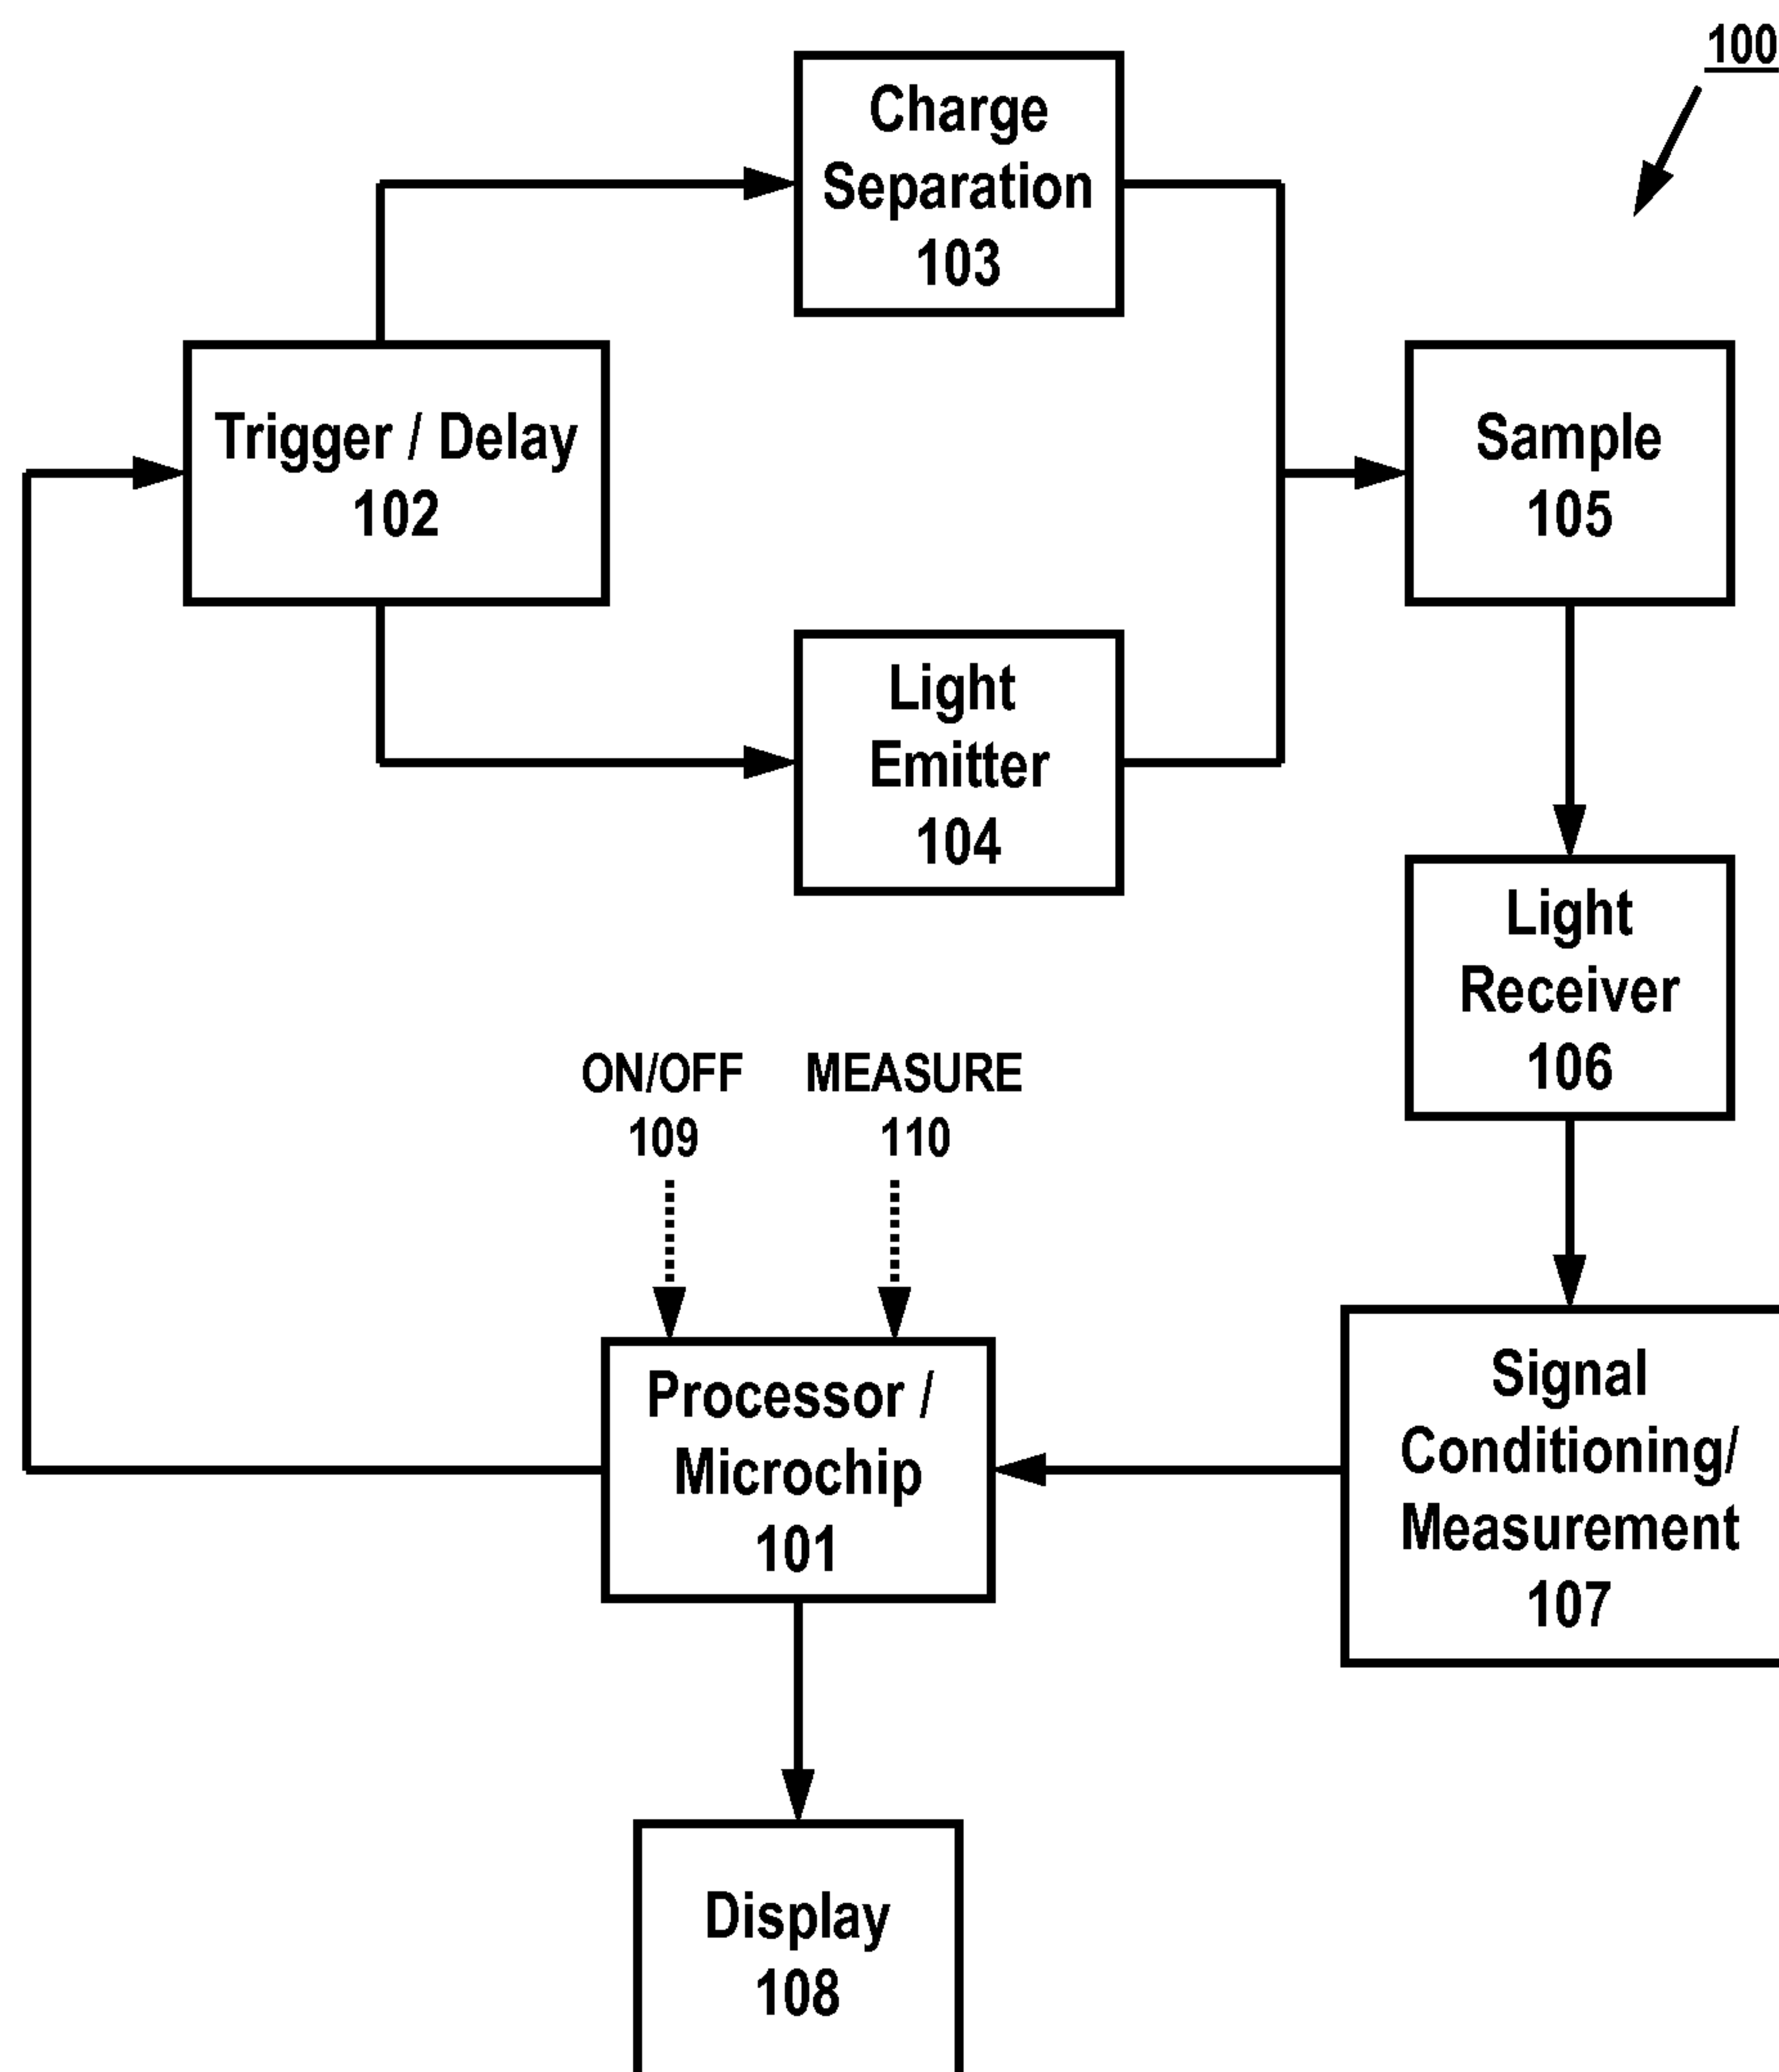 100
Charge
Separation
103
Trigger / Delay
102
Sample
105
Light
Emitter
104
Light
Receiver
106
ON/OFF
109
MEASURE
110
Processor /
Microchip
101
Signal
Conditioning/
Measurement
107
Display
108